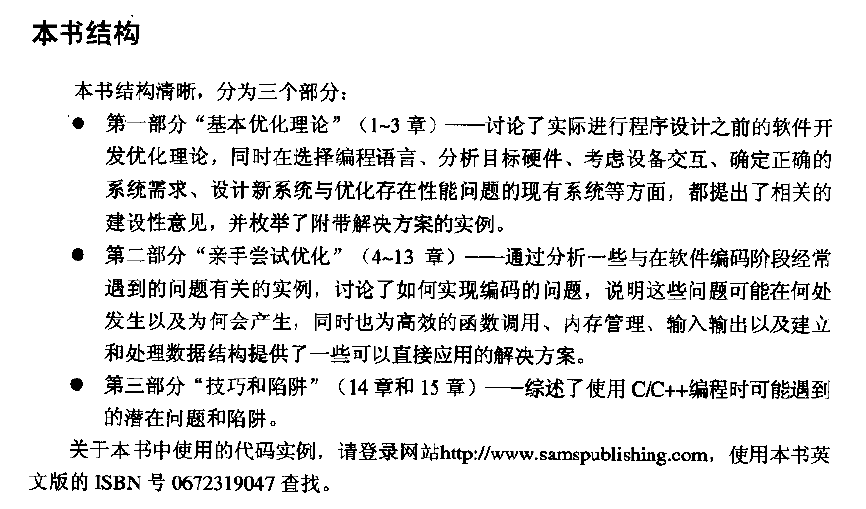 本书结构
本书结构清晰，分为三个部分：
● 第一部分“基本优化理论”（1~3 章）——讨论了实际进行程序设计之前的软件开
发优化理论，同时在选择编程语言、分析目标硬件、考虑设备交互、确定正确的
系统需求、设计新系统与优化存在性能问题的现有系统等方面，都提出了相关的
建设性意见，并枚举了附带解决方案的实例。
● 第二部分“亲手尝试优化”（4~13 章）——通过分析一些与在软件编码阶段经常
遇到的问题有关的实例，讨论了如何实现编码的问题，说明这些问题可能在何处
发生以及为何会产生，同时也为高效的函数调用、内存管理、输入输出以及建立
和处理数据结构提供了一些可以直接应用的解决方案。
● 第三部分“技巧和陷阱”（14 章和 15 章）——综述了使用 C/C++编程时可能遇到
的潜在问题和陷阱。
关于本书中使用的代码实例，请登录网站http://www.samspublishing.com，使用本书英
文版的 ISBN 号 0672319047 查找。